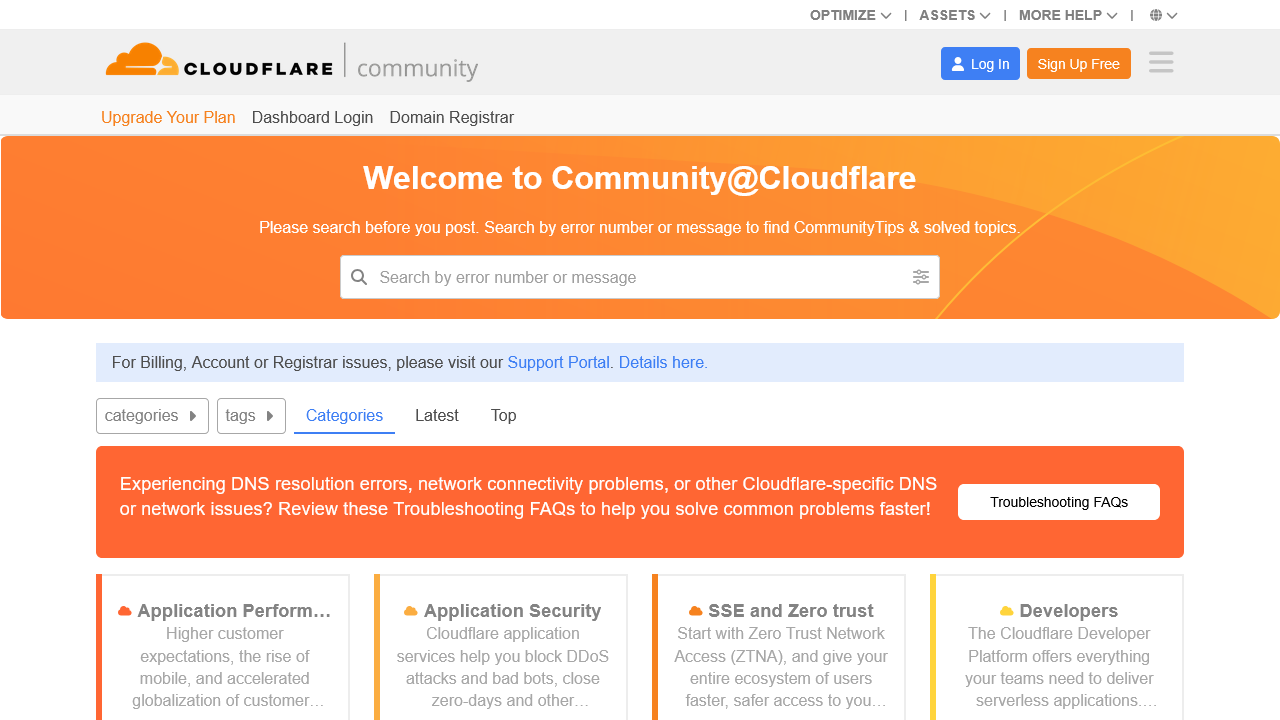 OPTIMIZE | ASSETS | MORE HELP |
CLOUDFLARE | community
Log In
Sign Up Free
Upgrade Your Plan Dashboard Login Domain Registrar
Welcome to Community@Cloudflare
Please search before you post. Search by error number or message to find CommunityTips & solved topics.
Search by error number or message
For Billing, Account or Registrar issues, please visit our Support Portal. Details here.
categories tags Categories Latest Top
Experiencing DNS resolution errors, network connectivity problems, or other Cloudflare-specific DNS
or network issues? Review these Troubleshooting FAQs to help you solve common problems faster!
Troubleshooting FAQs
Application Perform…
Higher customer
expectations, the rise of
mobile, and accelerated
globalization of customer…
Application Security
Cloudflare application
services help you block DDoS
attacks and bad bots, close
zero-days and other…
SSE and Zero trust
Start with Zero Trust Network
Access (ZTNA), and give your
entire ecosystem of users
faster, safer access to you…
Developers
The Cloudflare Developer
Platform offers everything
your teams need to deliver
serverless applications.…